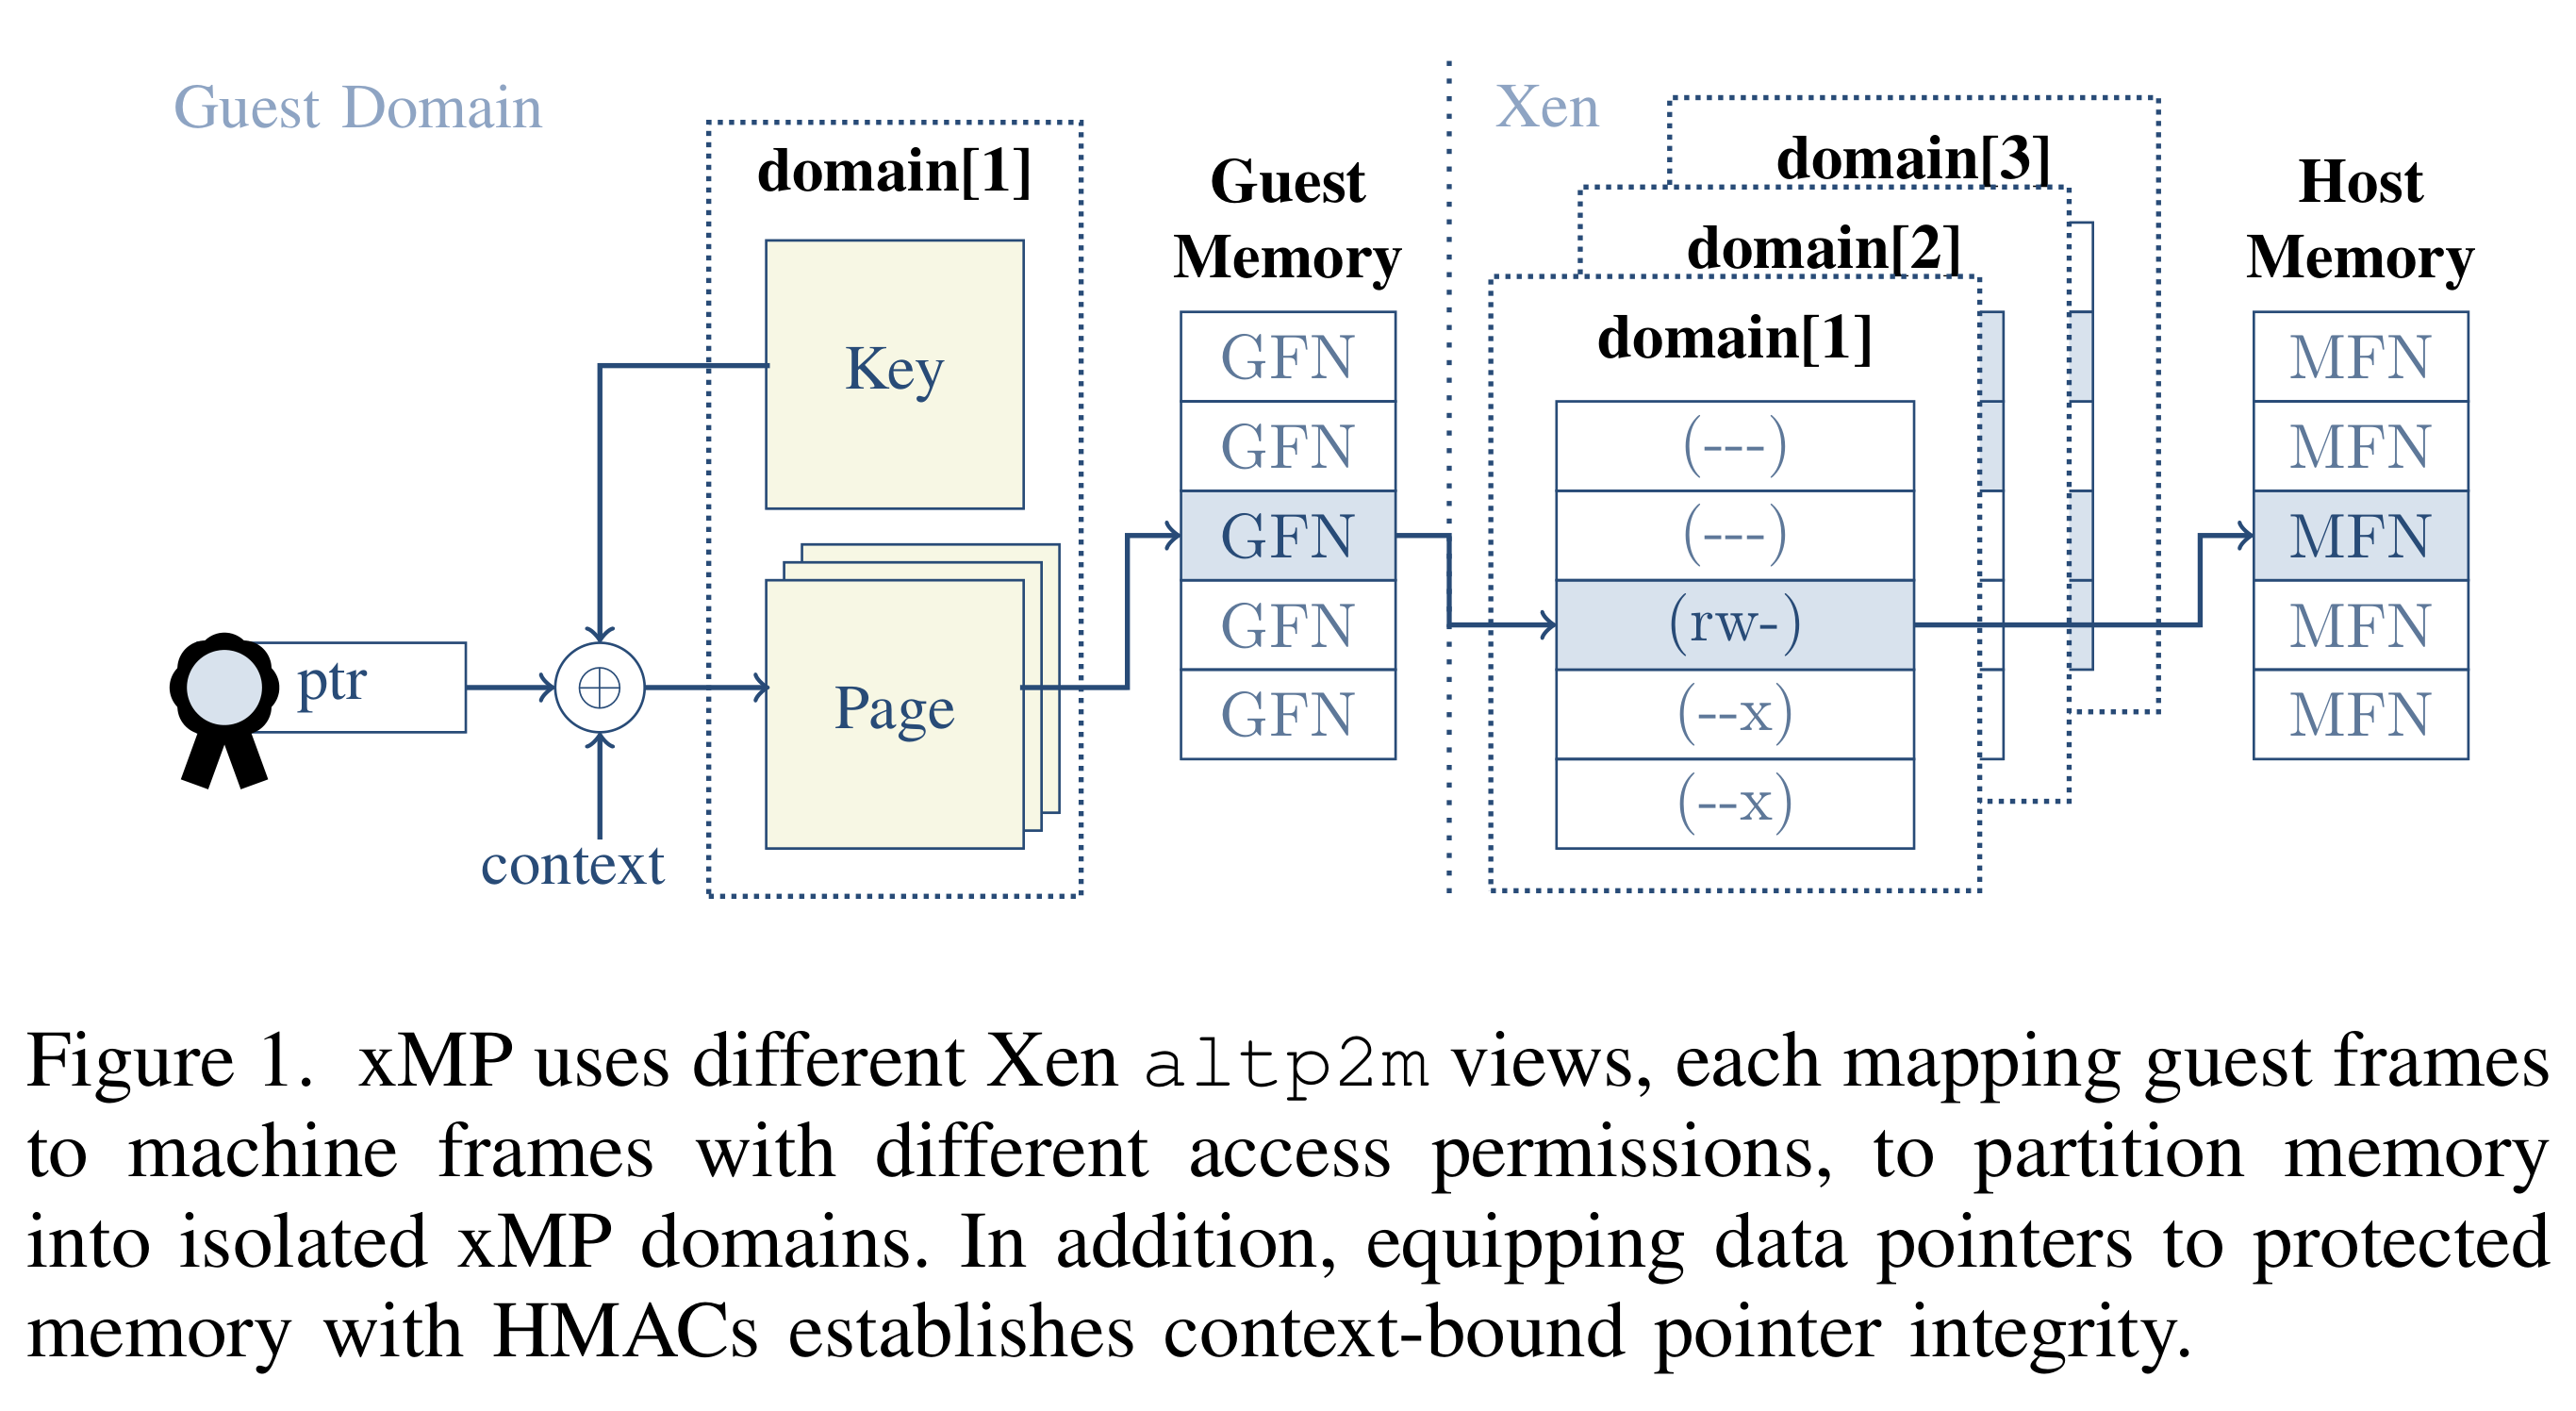 Guest Domain
Xen
domain[1]
Key
Page
ptr
⊕
context
Guest
Memory
GFN
GFN
GFN
GFN
GFN
domain[3]
domain[2]
domain[1]
(---)
(---)
(rw-)
(--x)
(--x)
Host
Memory
MFN
MFN
MFN
MFN
MFN
Figure 1. xMP uses different Xen altp2m views, each mapping guest frames
to machine frames with different access permissions, to partition memory
into isolated xMP domains. In addition, equipping data pointers to protected
memory with HMACs establishes context-bound pointer integrity.